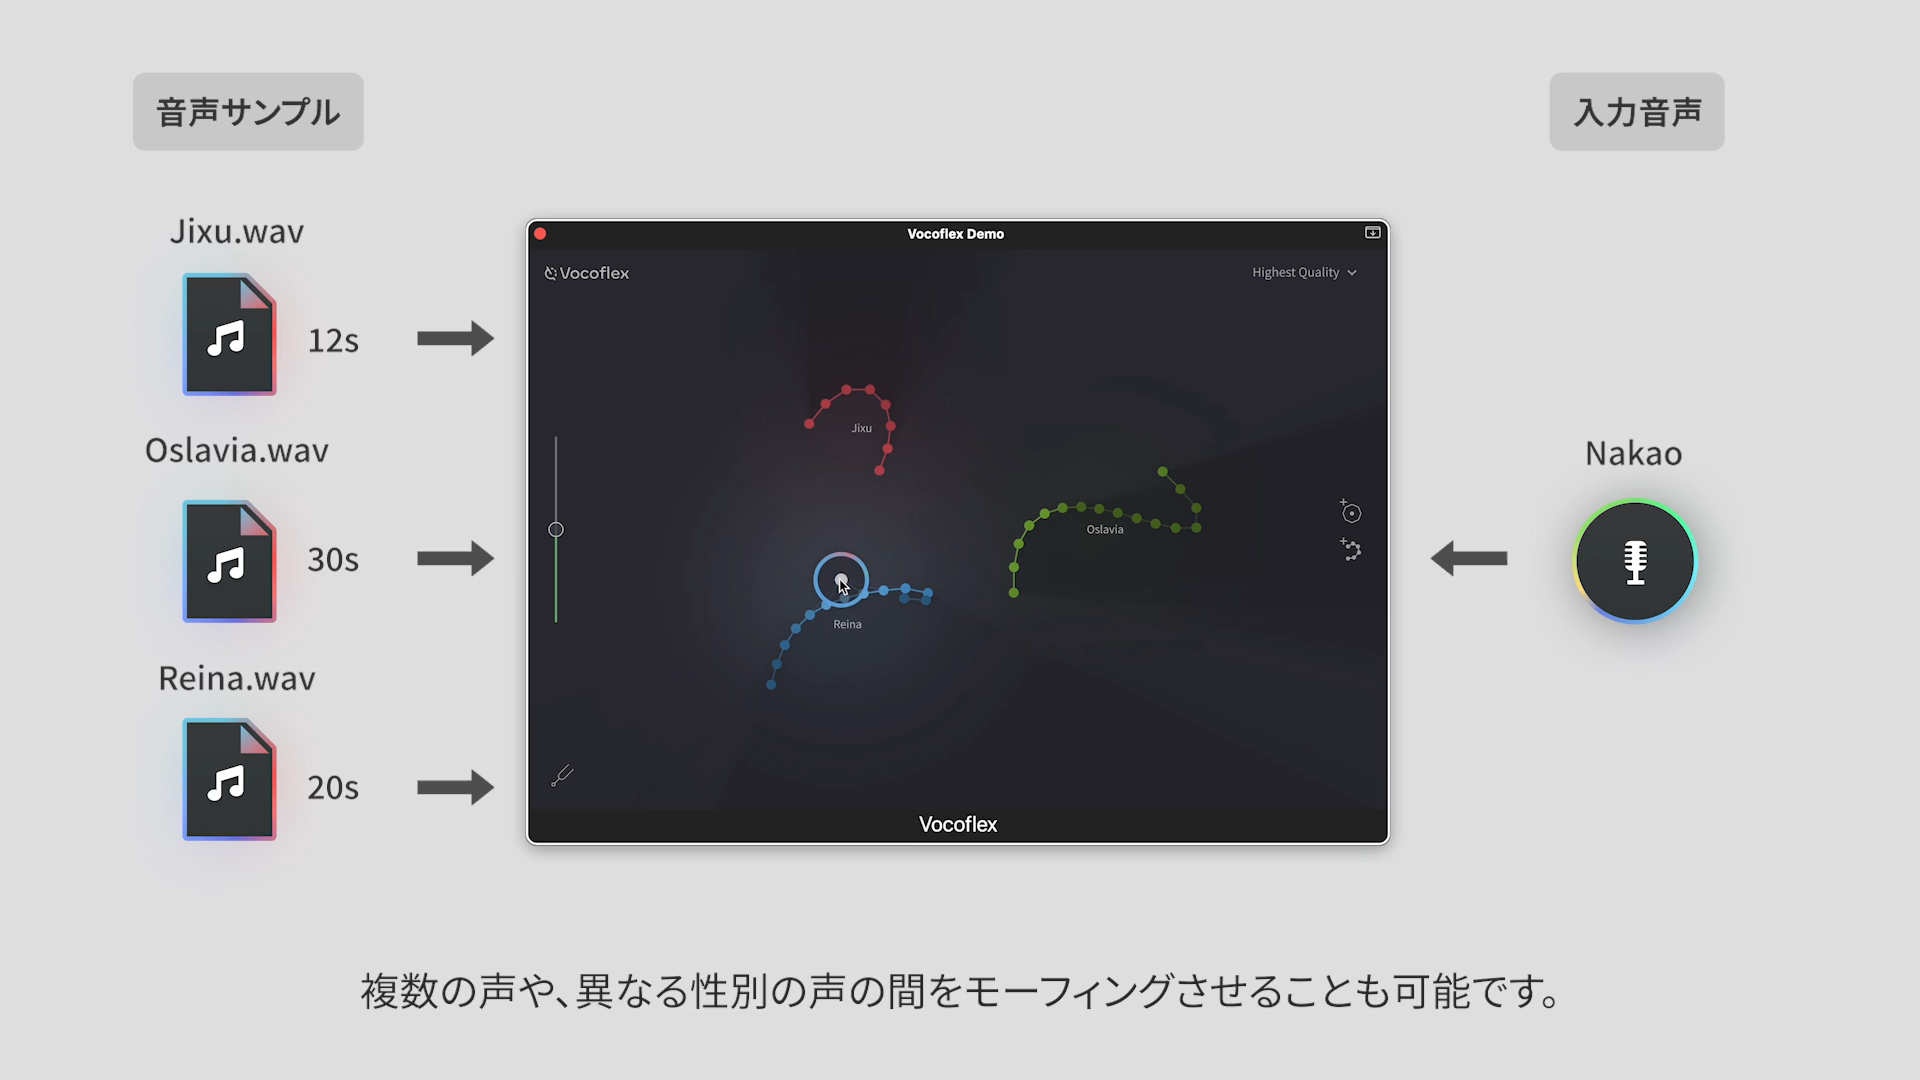 音声サンプル
入力音声
Jixu.wav
12s
Oslavia.wav
30s
Reina.wav
20s
Vocoflex Demo
Vocoflex
Highest Quality
Jixu
Oslavia
Reina
Vocoflex
Nakao
複数の声や、異なる性別の声の間をモーフィングさせることも可能です。